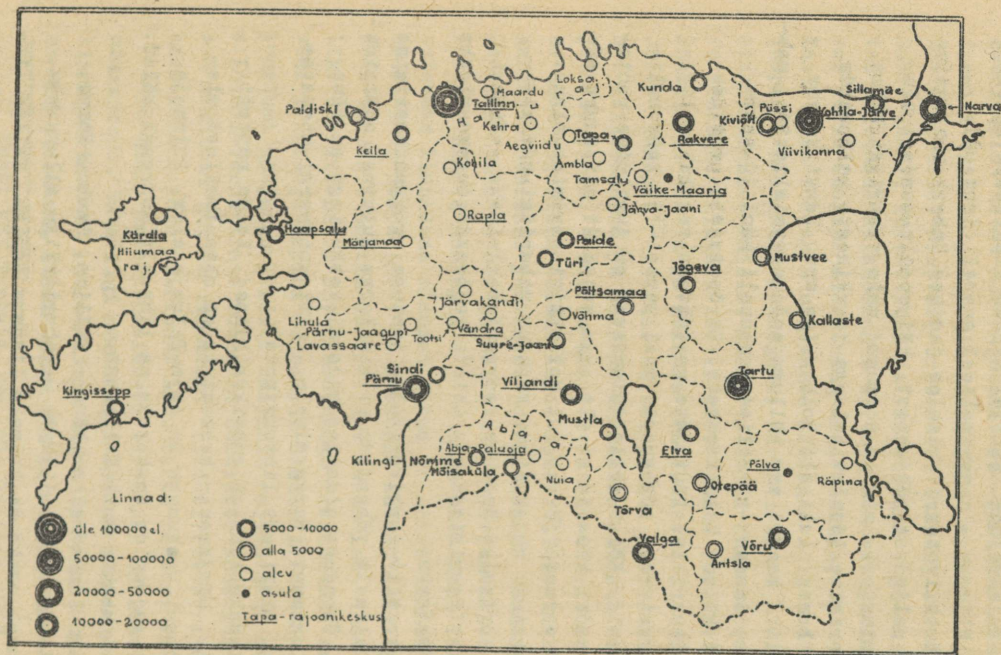 Loksa
Maardu
Tallinn
Harju
raj.
Kehra
Aegviidu
Paldiski
Keila
Kohila
Rapla
Märjamaa
Haapsalu
Kärdla
Hiiumaa
raj.
Kingissepp
Lihula
Kunda
Püssi
Kiviõli
Kohtla-Järve
Sillamäe
Narva
Viivikonna
Tapa
Rakvere
Ambla
Tamsalu
Väike-Maarja
Järva-Jaani
Paide
Türi
Mustvee
Jõgeva
Põltsamaa
Kallaste
Järvakandi
Pärnu-Jaagupi
Tootsi
Vändra
Lavassaare
Võhma
Suure-Jaani
Sindi
Pärnu
Viljandi
Tartu
Mustla
Elva
Abja raj.
Abja-Paluoja
Kilingi-Nõmme
Mõisaküla
Nuia
Otepää
Põlva
Räpina
Tõrva
Valga
Antsla
Võru
Linnad:
üle 100000 el.
50000-100000
20000-50000
10000-20000
5000-10000
alla 5000
alev
asula
Tapa-rajoonikeskus